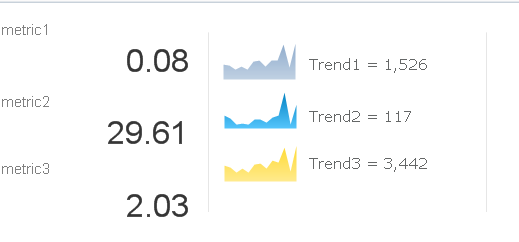 metric1
0.08
metric2
29.61
metric3
2.03
Trend1 = 1,526
Trend2 = 117
Trend3 = 3,442